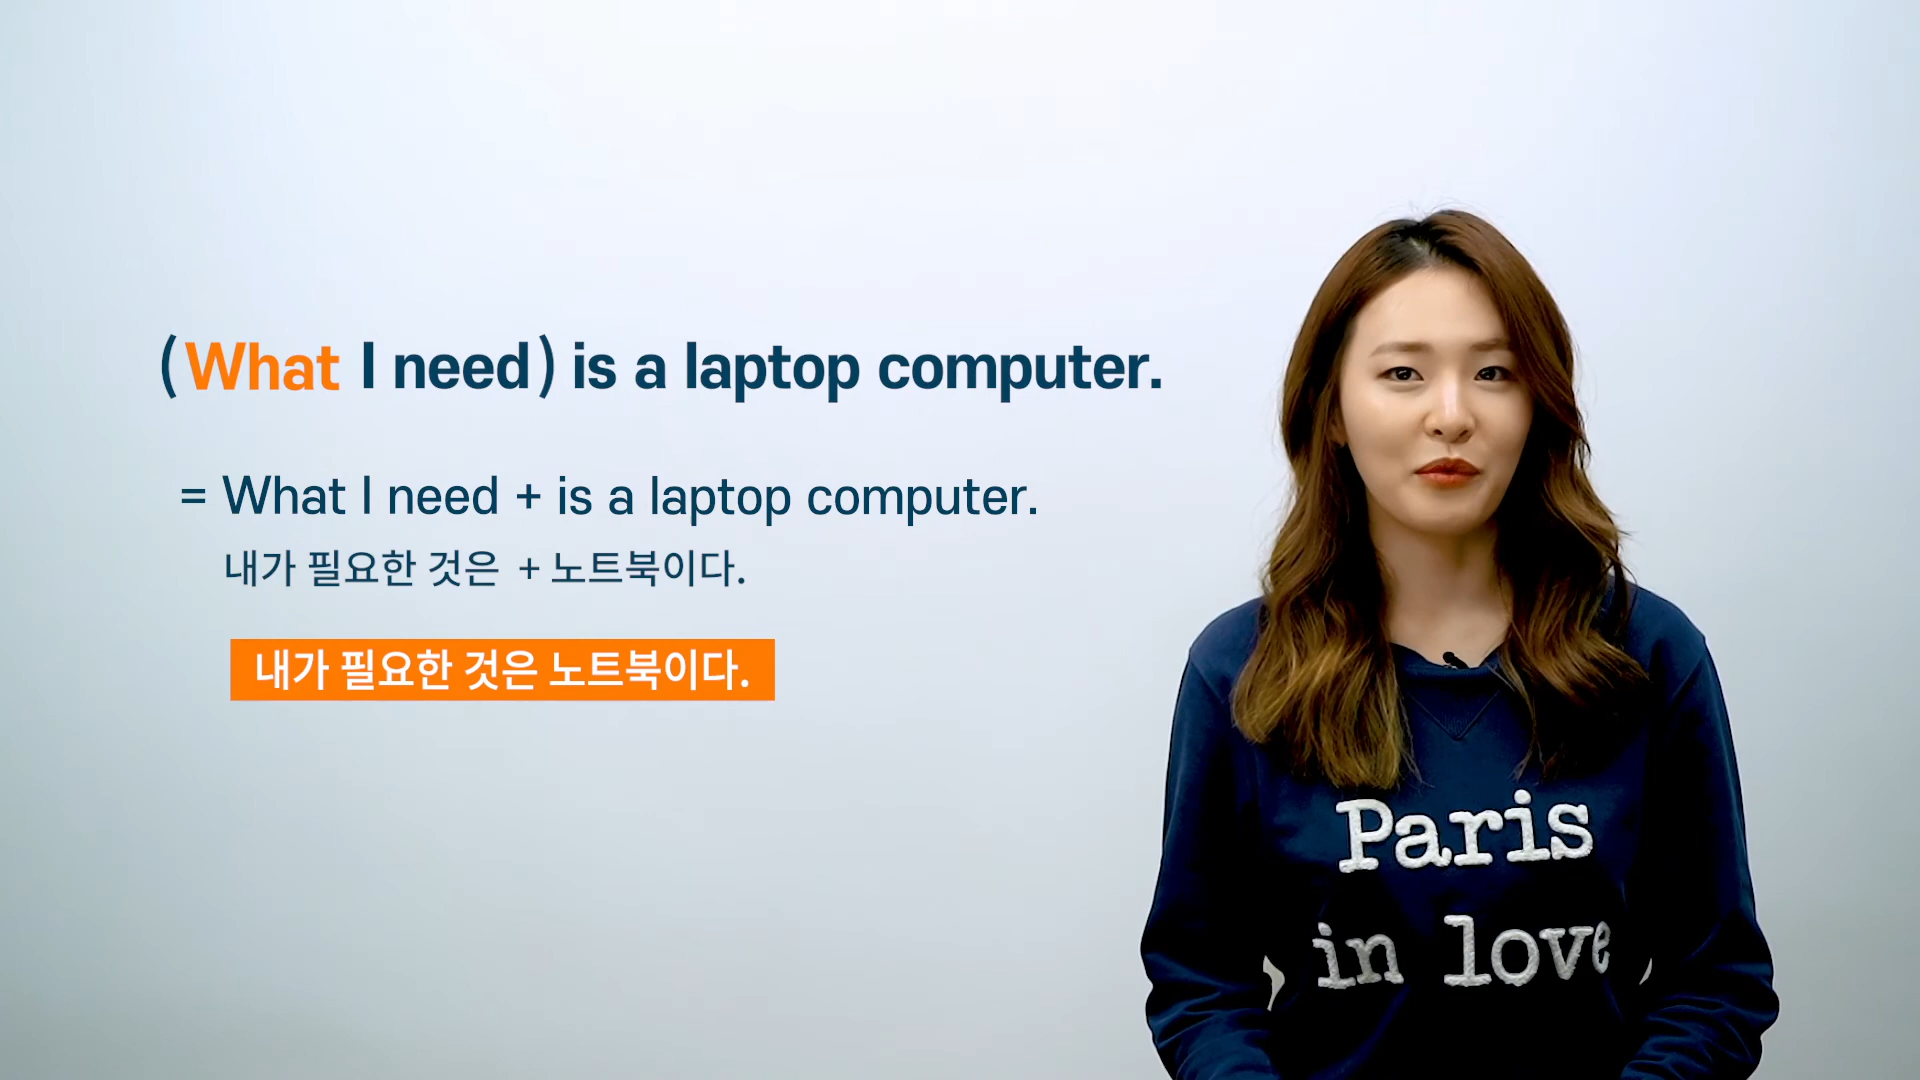 (What I need) is a laptop computer.
= What I need + is a laptop computer.
내가 필요한 것은 + 노트북이다.
내가 필요한 것은 노트북이다.
Paris
in love